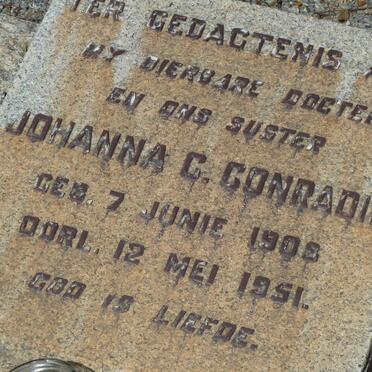 TER GEDAGTENIS
MY DIERBARE DOGTER
EN ONS SUSTER
JOHANNA C. CONRADIE
GEB. 7 JUNIE 1908
OORL. 12 MEI 1951.
GOD IS LIEFDE.